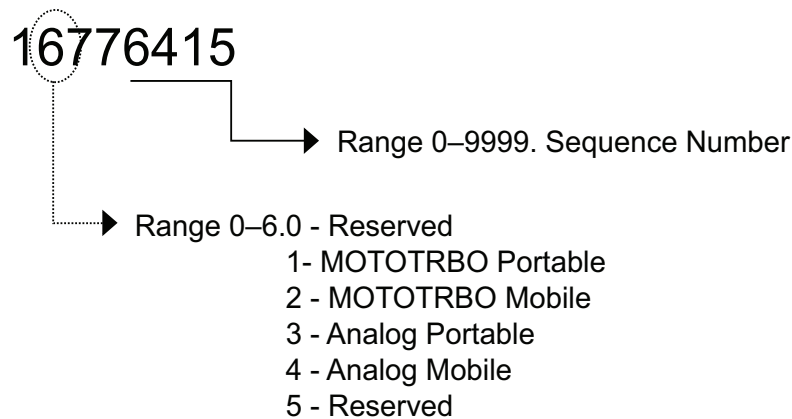 16776415
Range 0–9999. Sequence Number
Range 0–6.0 - Reserved
1- MOTOTRBO Portable
2 - MOTOTRBO Mobile
3 - Analog Portable
4 - Analog Mobile
5 - Reserved